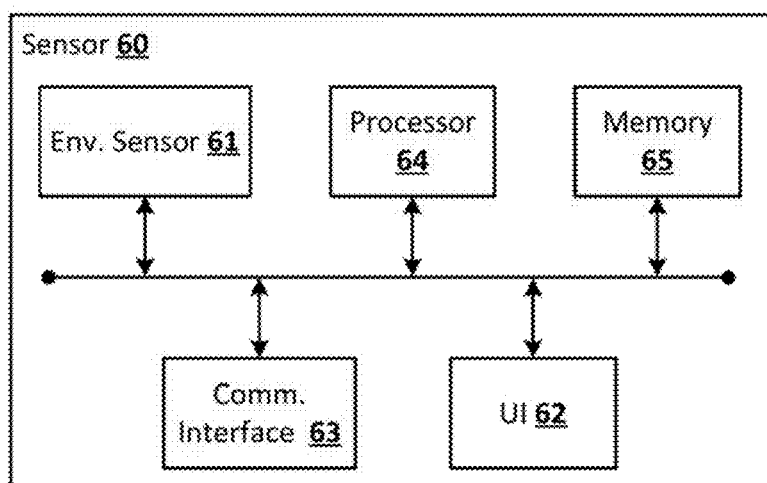 Sensor 60
Env. Sensor 61
Processor
64
Memory
65
Comm.
Interface 63
UI 62